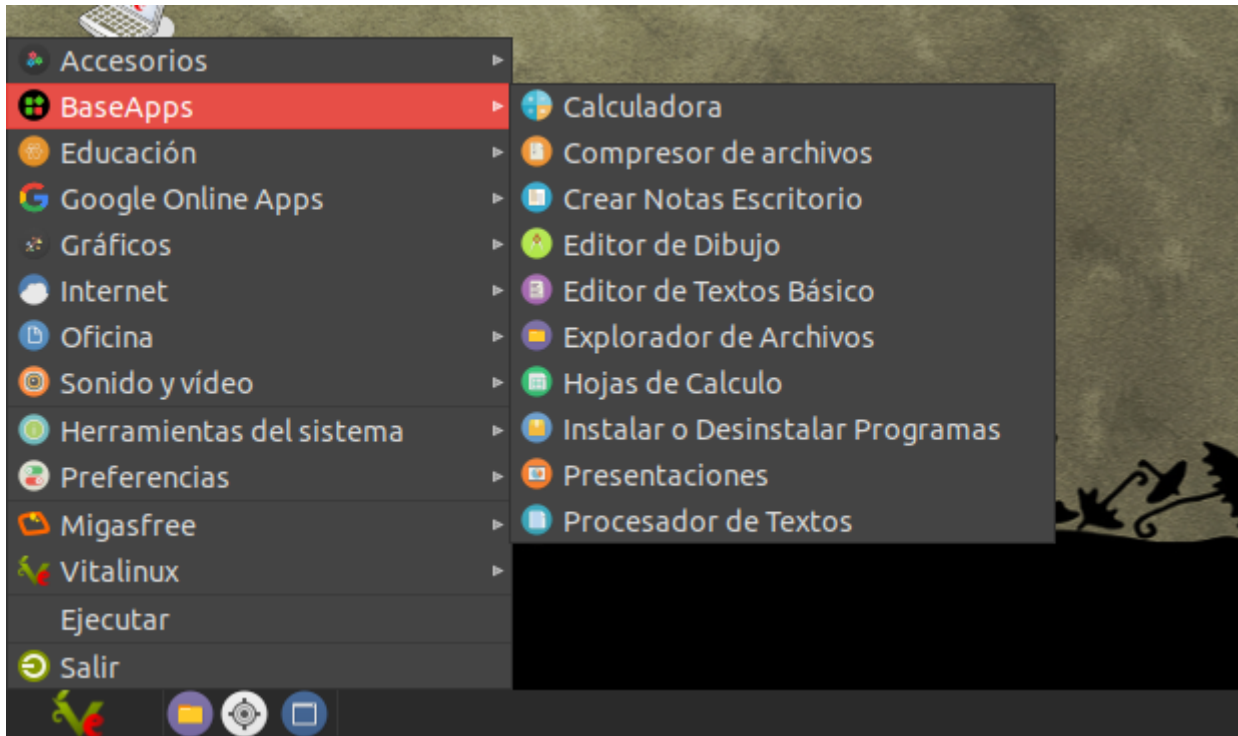 Accesorios
BaseApps
Educación
Google Online Apps
Gráficos
Internet
Oficina
Sonido y vídeo
Herramientas del sistema
Preferencias
Migasfree
Vitalinux
Ejecutar
Salir
Calculadora
Compresor de archivos
Crear Notas Escritorio
Editor de Dibujo
Editor de Textos Básico
Explorador de Archivos
Hojas de Calculo
Instalar o Desinstalar Programas
Presentaciones
Procesador de Textos